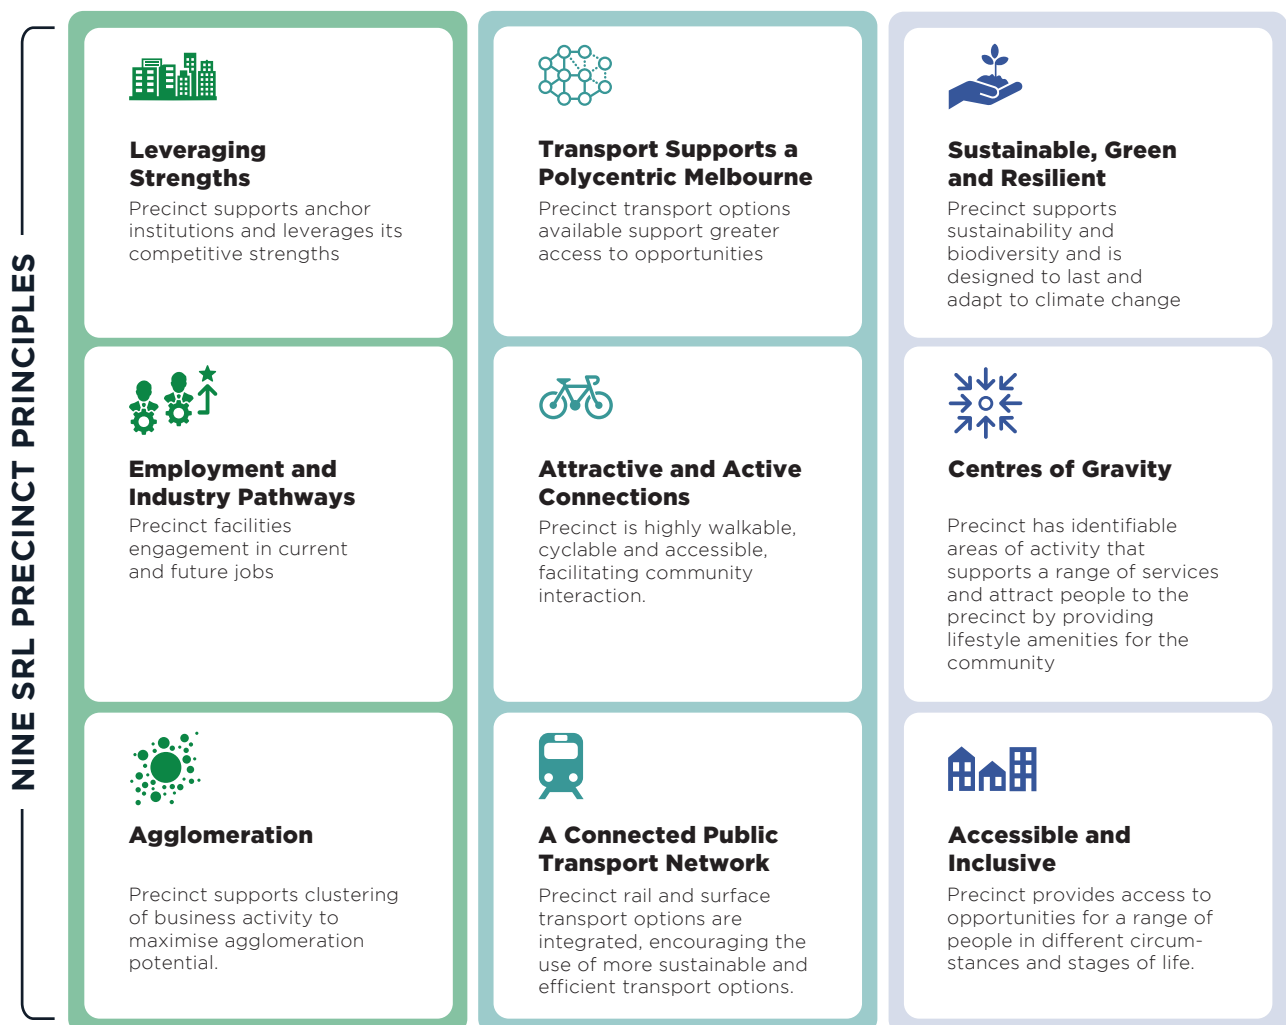 NINE SRL PRECINCT PRINCIPLES
Leveraging
Strengths
Precinct supports anchor
institutions and leverages its
competitive strengths
Transport Supports a
Polycentric Melbourne
Precinct transport options
available support greater
access to opportunities
Sustainable, Green
and Resilient
Precinct supports
sustainability and
biodiversity and is
designed to last and
adapt to climate change
Employment and
Industry Pathways
Precinct facilities
engagement in current
and future jobs
Attractive and Active
Connections
Precinct is highly walkable,
cyclable and accessible,
facilitating community
interaction.
Centres of Gravity
Precinct has identifiable
areas of activity that
supports a range of services
and attract people to the
precinct by providing
lifestyle amenities for the
community
Agglomeration
Precinct supports clustering
of business activity to
maximise agglomeration
potential.
A Connected Public
Transport Network
Precinct rail and surface
transport options are
integrated, encouraging the
use of more sustainable and
efficient transport options.
Accessible and
Inclusive
Precinct provides access to
opportunities for a range of
people in different circum-
stances and stages of life.